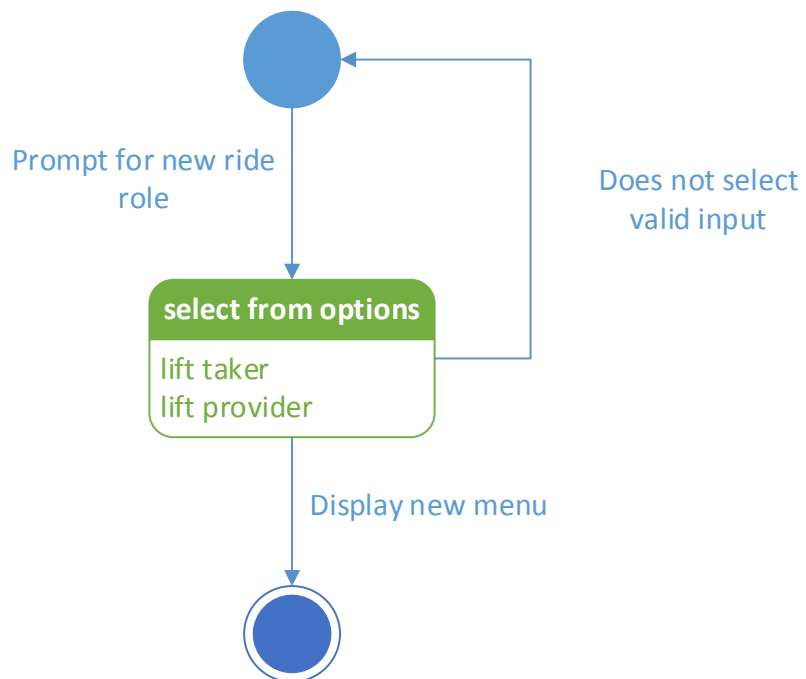 Prompt for new ride
role
Does not select
valid input
select from options
lift taker
lift provider
Display new menu